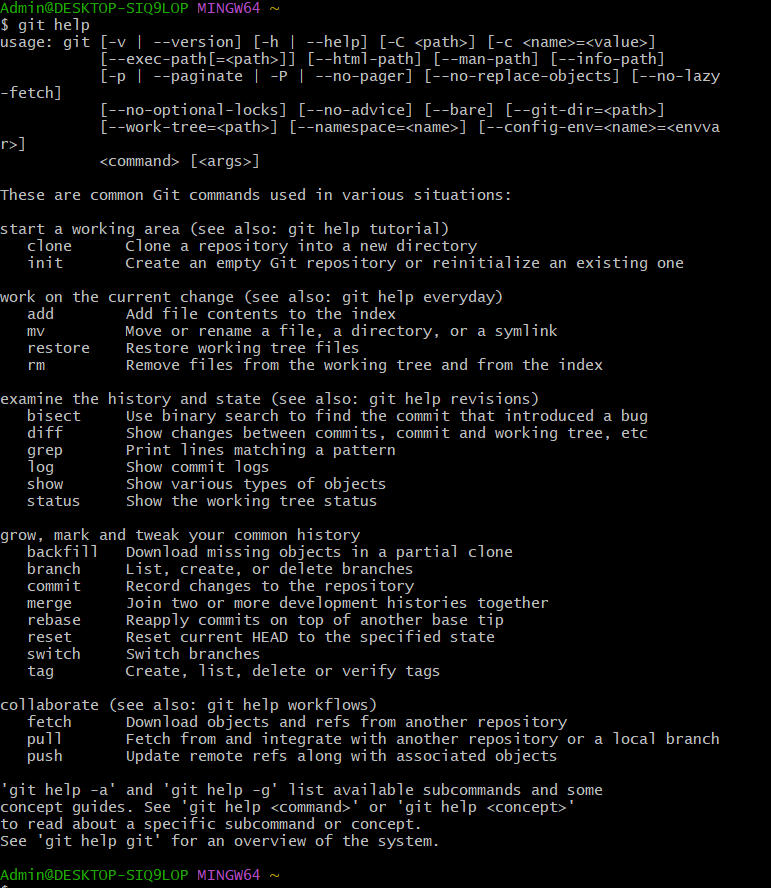 Admin@DESKTOP-SIQ9LOP MINGW64 ~
$ git help
usage: git [-v | --version] [-h | --help] [-C <path>] [-c <name>=<value>]
           [--exec-path[=<path>]] [--html-path] [--man-path] [--info-path]
           [-p | --paginate | -P | --no-pager] [--no-replace-objects] [--no-lazy
-fetch]
           [--no-optional-locks] [--no-advice] [--bare] [--git-dir=<path>]
           [--work-tree=<path>] [--namespace=<name>] [--config-env=<name>=<envva
r>]
           <command> [<args>]

These are common Git commands used in various situations:

start a working area (see also: git help tutorial)
   clone      Clone a repository into a new directory
   init       Create an empty Git repository or reinitialize an existing one

work on the current change (see also: git help everyday)
   add        Add file contents to the index
   mv         Move or rename a file, a directory, or a symlink
   restore    Restore working tree files
   rm         Remove files from the working tree and from the index

examine the history and state (see also: git help revisions)
   bisect     Use binary search to find the commit that introduced a bug
   diff       Show changes between commits, commit and working tree, etc
   grep       Print lines matching a pattern
   log        Show commit logs
   show       Show various types of objects
   status     Show the working tree status

grow, mark and tweak your common history
   backfill   Download missing objects in a partial clone
   branch     List, create, or delete branches
   commit     Record changes to the repository
   merge      Join two or more development histories together
   rebase     Reapply commits on top of another base tip
   reset      Reset current HEAD to the specified state
   switch     Switch branches
   tag        Create, list, delete or verify tags

collaborate (see also: git help workflows)
   fetch      Download objects and refs from another repository
   pull       Fetch from and integrate with another repository or a local branch
   push       Update remote refs along with associated objects

'git help -a' and 'git help -g' list available subcommands and some
concept guides. See 'git help <command>' or 'git help <concept>'
to read about a specific subcommand or concept.
See 'git help git' for an overview of the system.

Admin@DESKTOP-SIQ9LOP MINGW64 ~